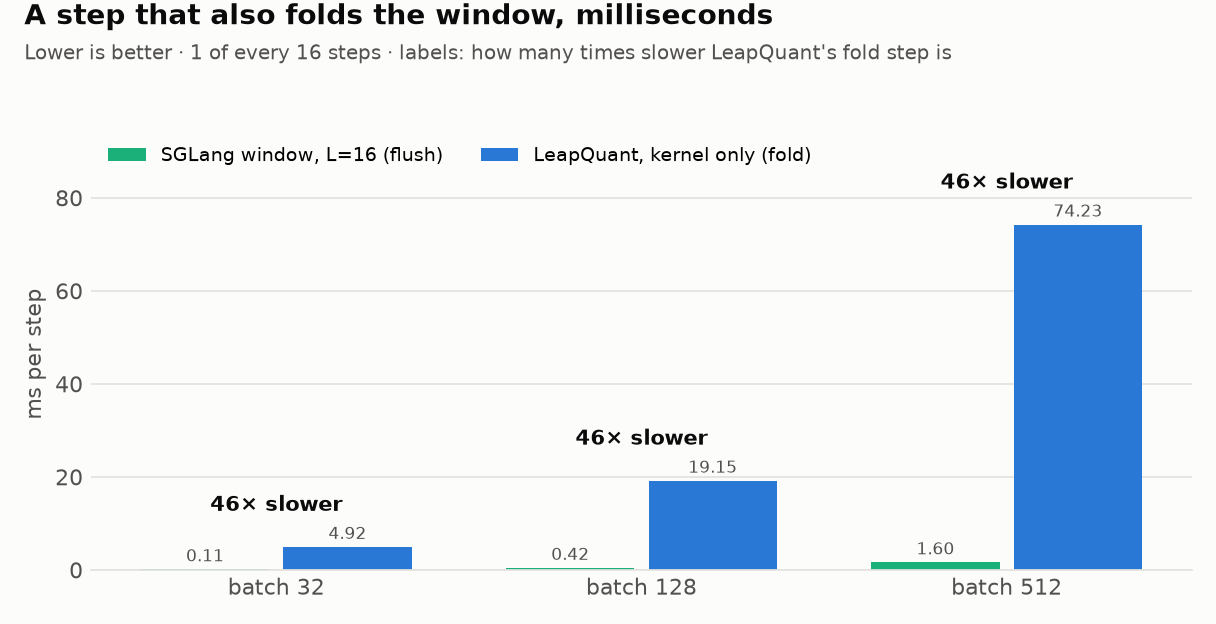 A step that also folds the window, milliseconds
Lower is better · 1 of every 16 steps · labels: how many times slower LeapQuant's fold step is
SGLang window, L=16 (flush)
LeapQuant, kernel only (fold)
46× slower
80
74.23
60
ms per step
40
46× slower
20
19.15
46× slower
4.92
0.11
0.42
1.60
0
batch 32
batch 128
batch 512